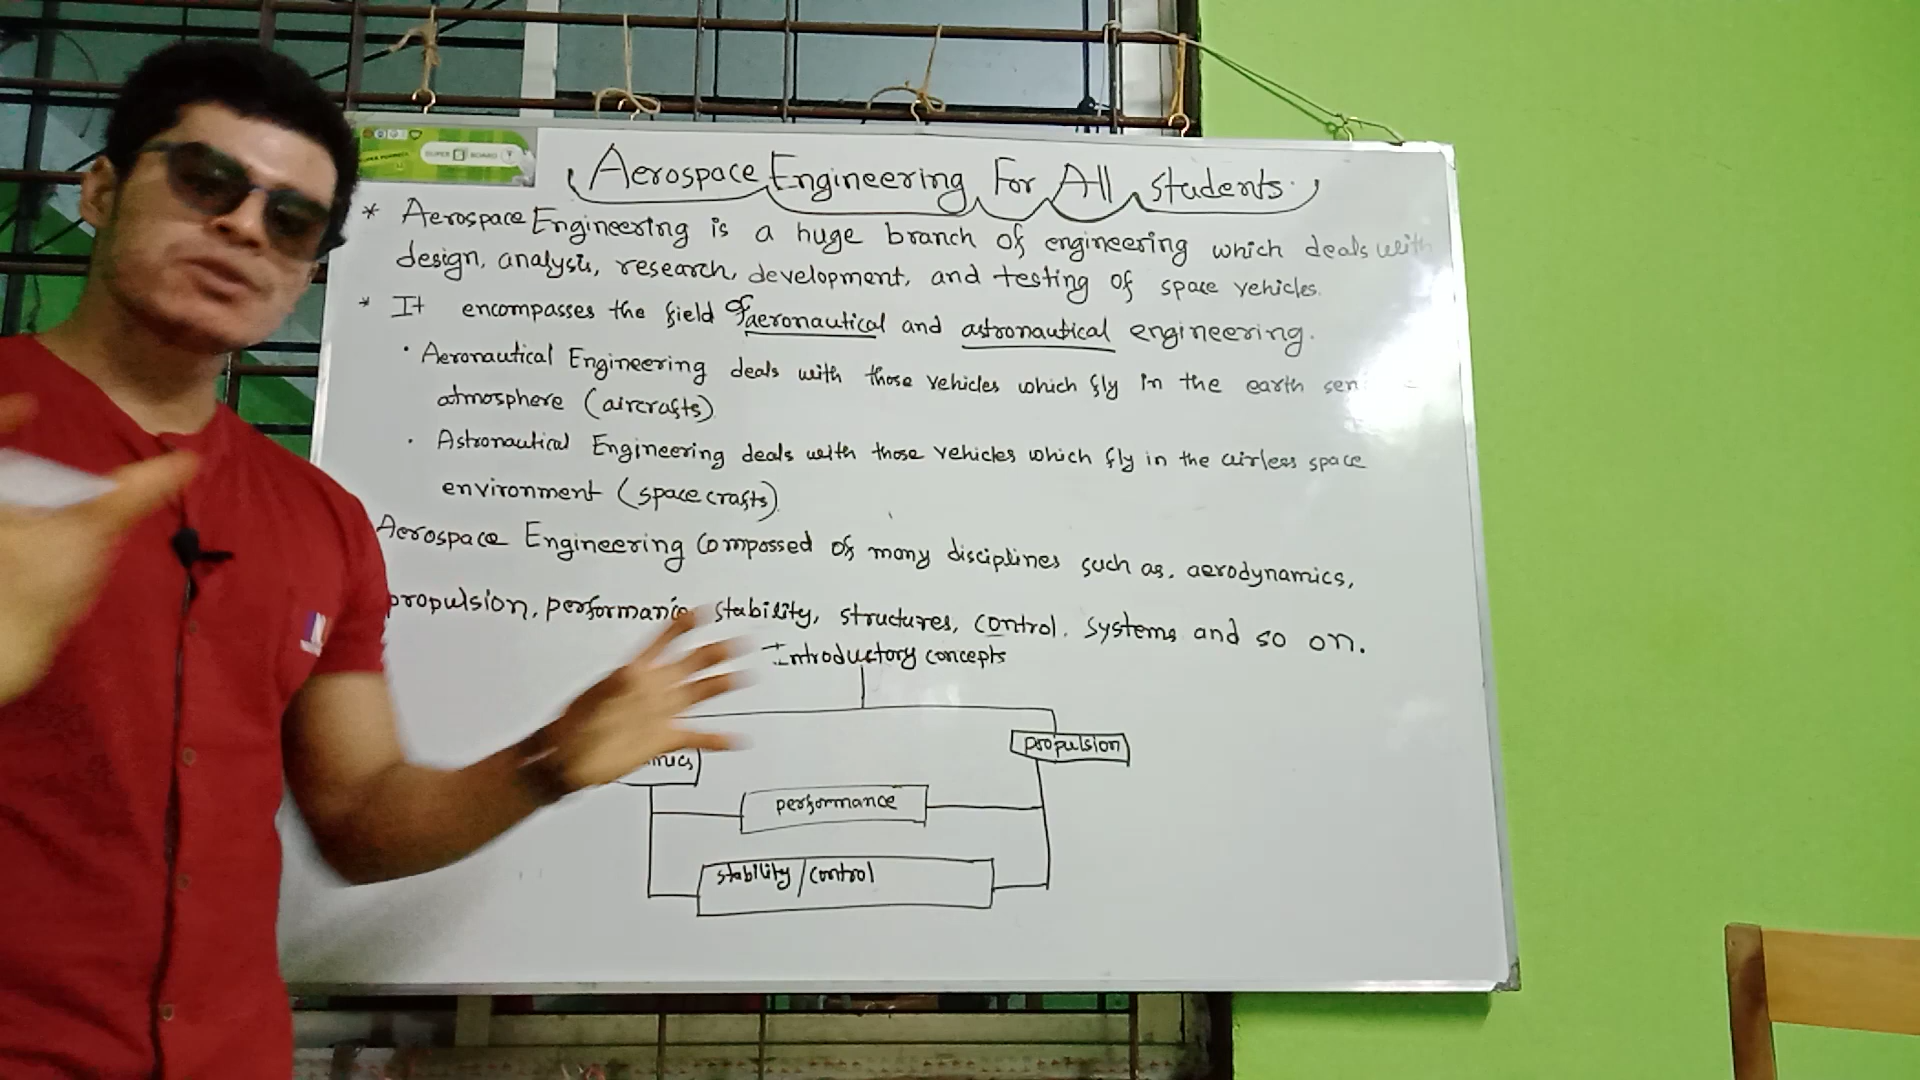 SUPER BOARD
Aerospace Engineering For All students.
* Aerospace Engineering is a huge branch of engineering which deals with
design, analysis, research, development, and testing of space vehicles.
* It encompasses the field of aeronautical and astronautical engineering.
· Aeronautical Engineering deals with those vehicles which fly in the earth
atmosphere (aircrafts)
· Astronautical Engineering deals with those vehicles which fly in the airless space
environment (spacecrafts)
Aerospace Engineering compossed of many disciplines such as, aerodynamics,
propulsion, performance stability, structures, control, systems and so on.
Introductory concepts
propulsion
performance
stability/control